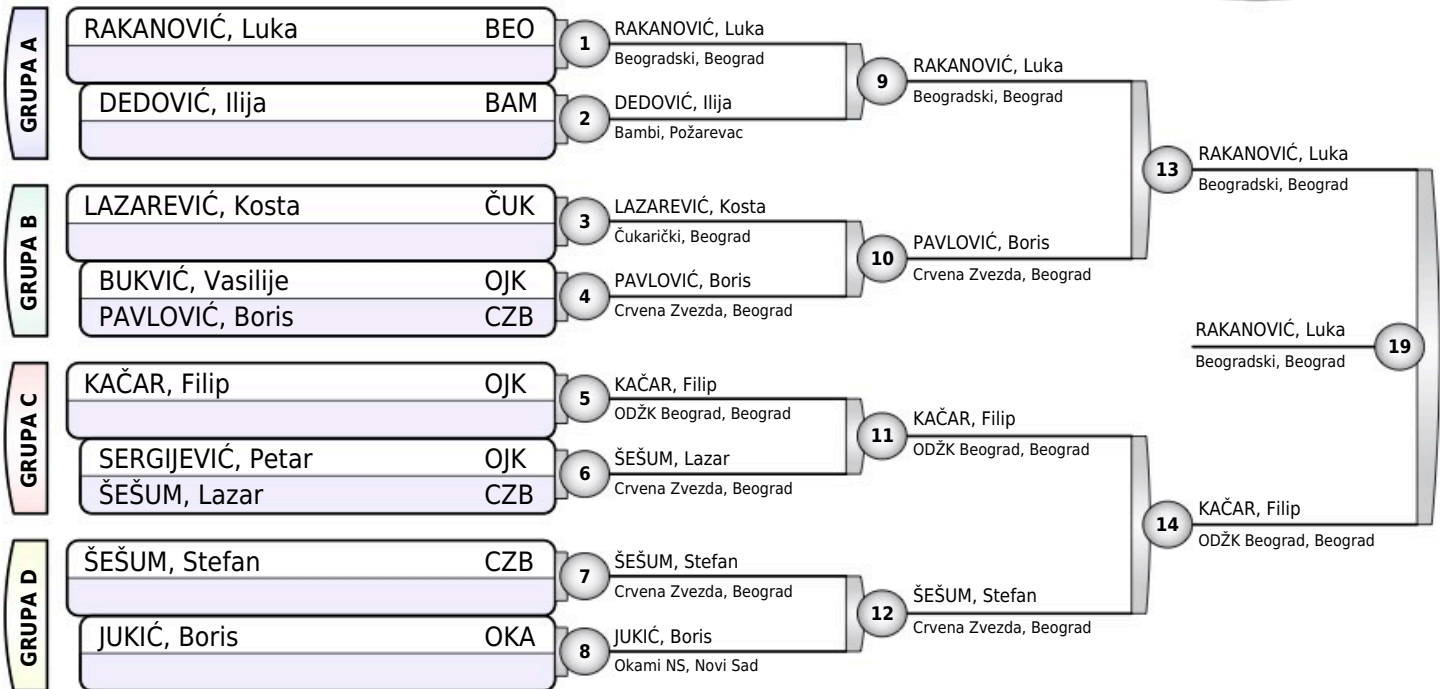 GRUPA A
RAKANOVIĆ, Luka BEO
DEDOVIĆ, Ilija BAM
GRUPA B
LAZAREVIĆ, Kosta ČUK
BUKVIĆ, Vasilije OJK
PAVLOVIĆ, Boris CZB
GRUPA C
KAČAR, Filip OJK
SERGIJEVIĆ, Petar OJK
ŠEŠUM, Lazar CZB
GRUPA D
ŠEŠUM, Stefan CZB
JUKIĆ, Boris OKA
1
RAKANOVIĆ, Luka
Beogradski, Beograd
2
DEDOVIĆ, Ilija
Bambi, Požarevac
3
LAZAREVIĆ, Kosta
Čukarički, Beograd
4
PAVLOVIĆ, Boris
Crvena Zvezda, Beograd
5
KAČAR, Filip
ODŽK Beograd, Beograd
6
ŠEŠUM, Lazar
Crvena Zvezda, Beograd
7
ŠEŠUM, Stefan
Crvena Zvezda, Beograd
8
JUKIĆ, Boris
Okami NS, Novi Sad
9
RAKANOVIĆ, Luka
Beogradski, Beograd
10
PAVLOVIĆ, Boris
Crvena Zvezda, Beograd
11
KAČAR, Filip
ODŽK Beograd, Beograd
12
ŠEŠUM, Stefan
Crvena Zvezda, Beograd
13
RAKANOVIĆ, Luka
Beogradski, Beograd
14
KAČAR, Filip
ODŽK Beograd, Beograd
RAKANOVIĆ, Luka
Beogradski, Beograd
19